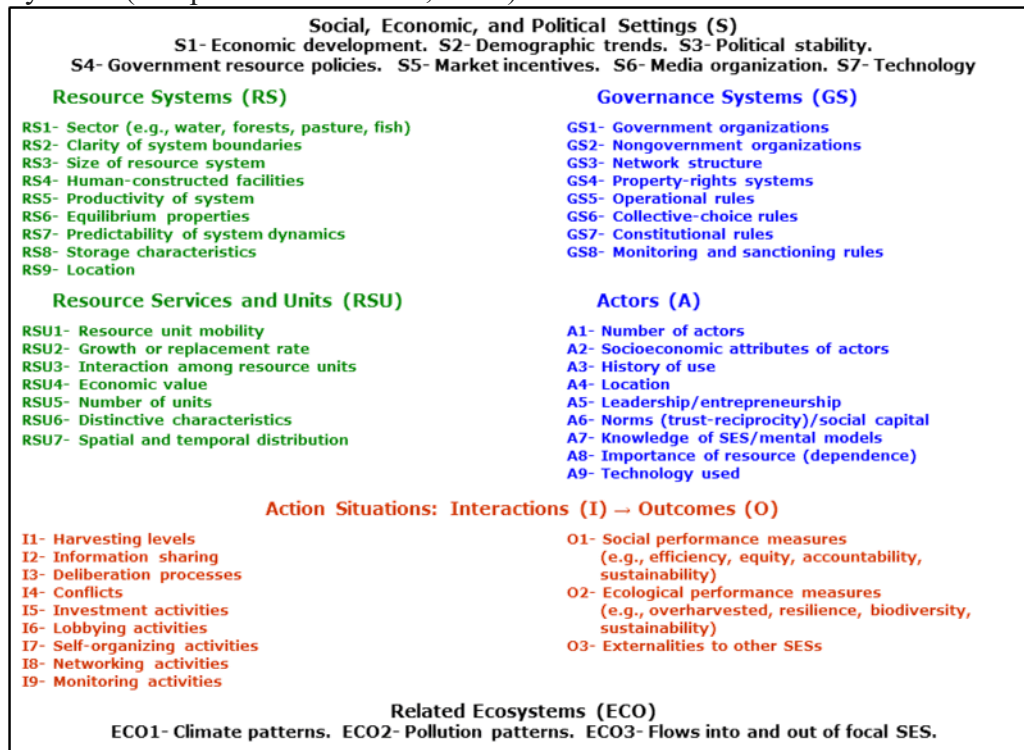 Social, Economic, and Political Settings (S)
S1- Economic development. S2- Demographic trends. S3- Political stability.
S4- Government resource policies. S5- Market incentives. S6- Media organization. S7- Technology
Resource Systems (RS)
RS1- Sector (e.g., water, forests, pasture, fish)
RS2- Clarity of system boundaries
RS3- Size of resource system
RS4- Human-constructed facilities
RS5- Productivity of system
RS6- Equilibrium properties
RS7- Predictability of system dynamics
RS8- Storage characteristics
RS9- Location
Governance Systems (GS)
GS1- Government organizations
GS2- Nongovernment organizations
GS3- Network structure
GS4- Property-rights systems
GS5- Operational rules
GS6- Collective-choice rules
GS7- Constitutional rules
GS8- Monitoring and sanctioning rules
Resource Services and Units (RSU)
RSU1- Resource unit mobility
RSU2- Growth or replacement rate
RSU3- Interaction among resource units
RSU4- Economic value
RSU5- Number of units
RSU6- Distinctive characteristics
RSU7- Spatial and temporal distribution
Actors (A)
A1- Number of actors
A2- Socioeconomic attributes of actors
A3- History of use
A4- Location
A5- Leadership/entrepreneurship
A6- Norms (trust-reciprocity)/social capital
A7- Knowledge of SES/mental models
A8- Importance of resource (dependence)
A9- Technology used
Action Situations: Interactions (I) → Outcomes (O)
I1- Harvesting levels
I2- Information sharing
I3- Deliberation processes
I4- Conflicts
I5- Investment activities
I6- Lobbying activities
I7- Self-organizing activities
I8- Networking activities
I9- Monitoring activities
O1- Social performance measures
(e.g., efficiency, equity, accountability,
sustainability)
O2- Ecological performance measures
(e.g., overharvested, resilience, biodiversity,
sustainability)
O3- Externalities to other SESs
Related Ecosystems (ECO)
ECO1- Climate patterns. ECO2- Pollution patterns. ECO3- Flows into and out of focal SES.